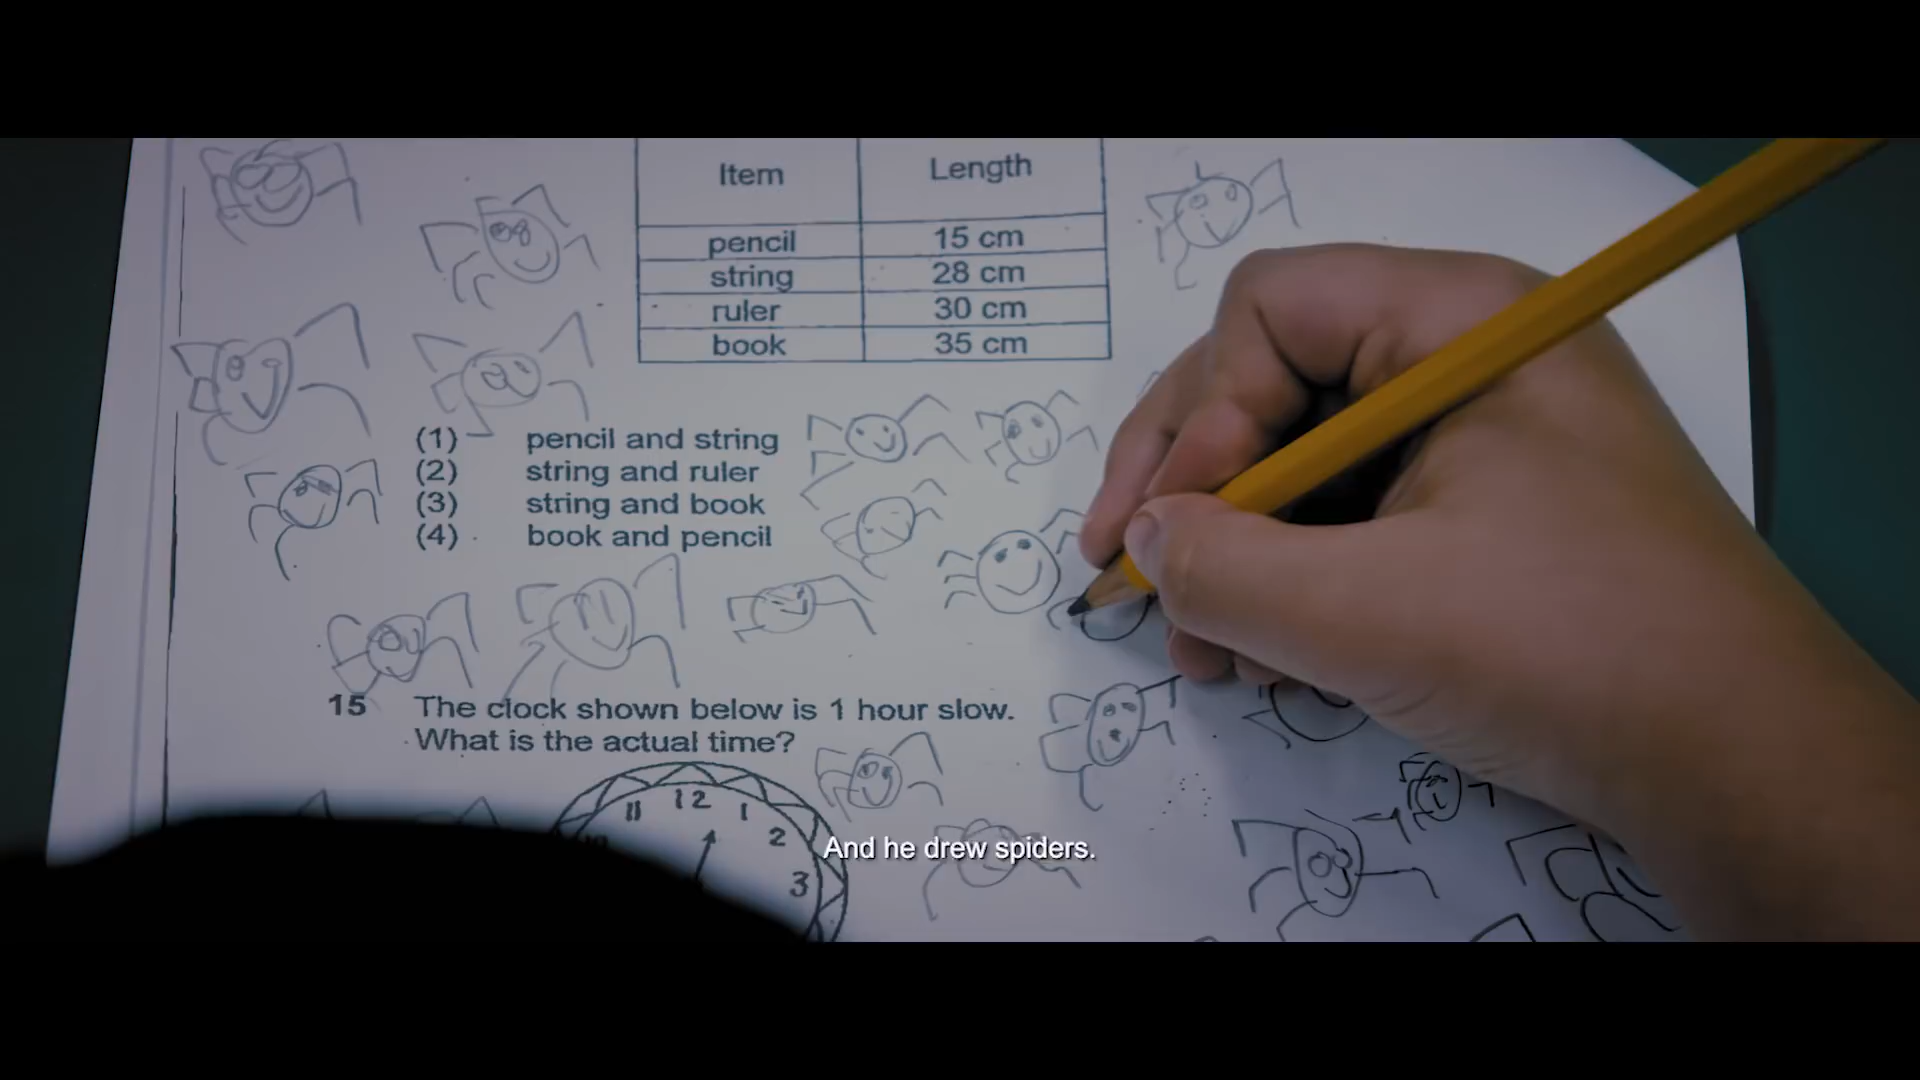 Item Length
pencil 15 cm
string 28 cm
ruler 30 cm
book 35 cm
(1) pencil and string
(2) string and ruler
(3) string and book
(4) book and pencil
15 The clock shown below is 1 hour slow.
What is the actual time?
11 12 1
2
3
And he drew spiders.